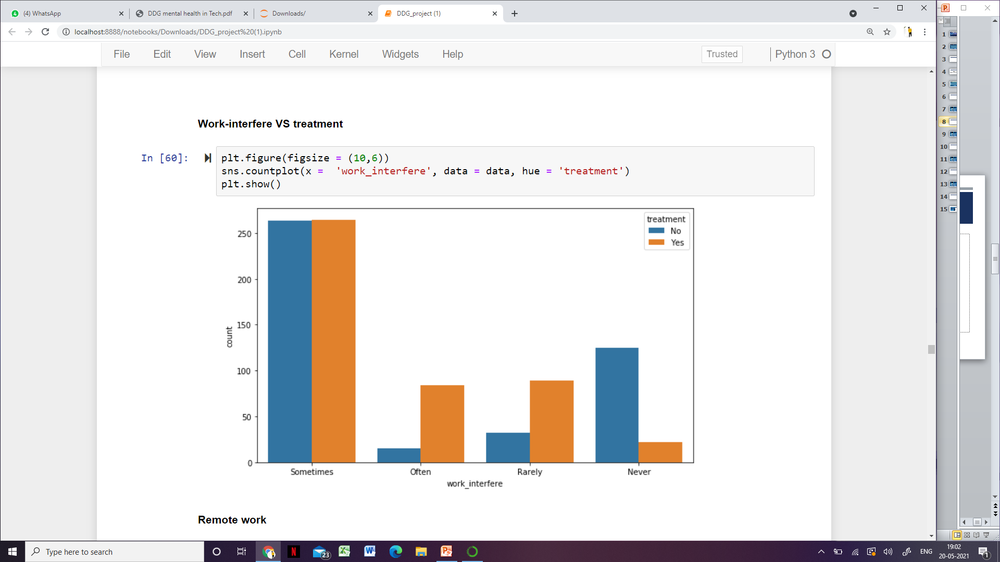 (4) WhatsApp
DDG mental health in Tech.pdf
Downloads/
DDG_project (1)
localhost:8888/notebooks/Downloads/DDG_project%20(1).ipynb
File Edit View Insert Cell Kernel Widgets Help
Trusted
Python 3
Work-interfere VS treatment
In [60]:
plt.figure(figsize = (10,6))
sns.countplot(x =  'work_interfere', data = data, hue = 'treatment')
plt.show()
treatment
No
Yes
250
200
150
100
50
0
count
Sometimes Often Rarely Never
work_interfere
Remote work
1
2
3
4
5
6
7
8
9
10
11
12
13
14
15
Type here to search
23
ENG
19:02
20-05-2021
1